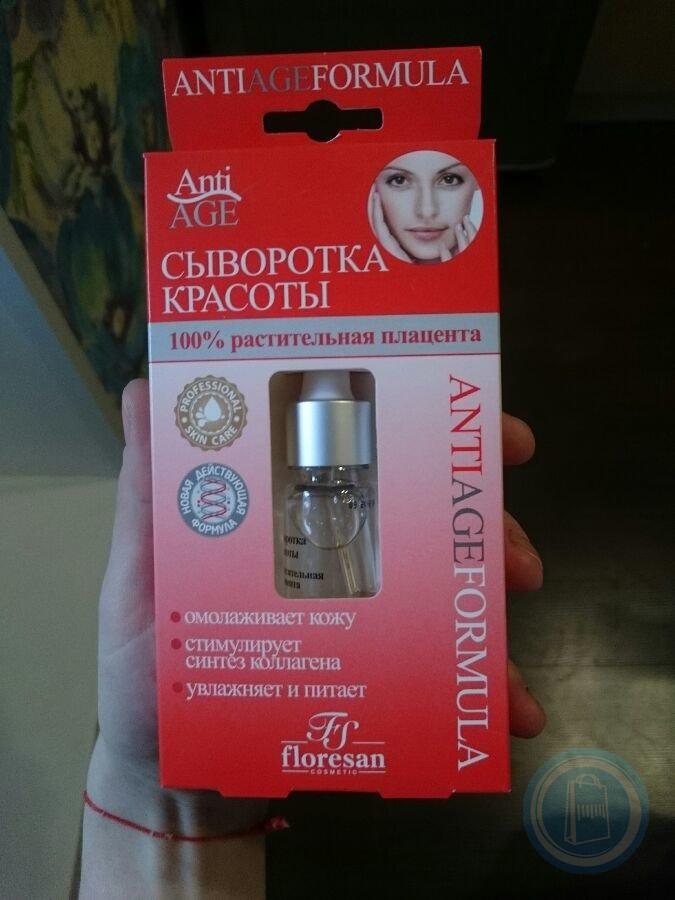 ANTIAGEFORMULA
Anti
AGE
СЫВОРОТКА
КРАСОТЫ
100% растительная плацента
PROFESSIONAL
SKIN CARE
НОВАЯ ДЕЙСТВУЮЩАЯ
ФОРМУЛА
ANTIAGEFORMULA
омолаживает кожу
стимулирует
синтез коллагена
увлажняет и питает
FS
floresan
COSMETIC